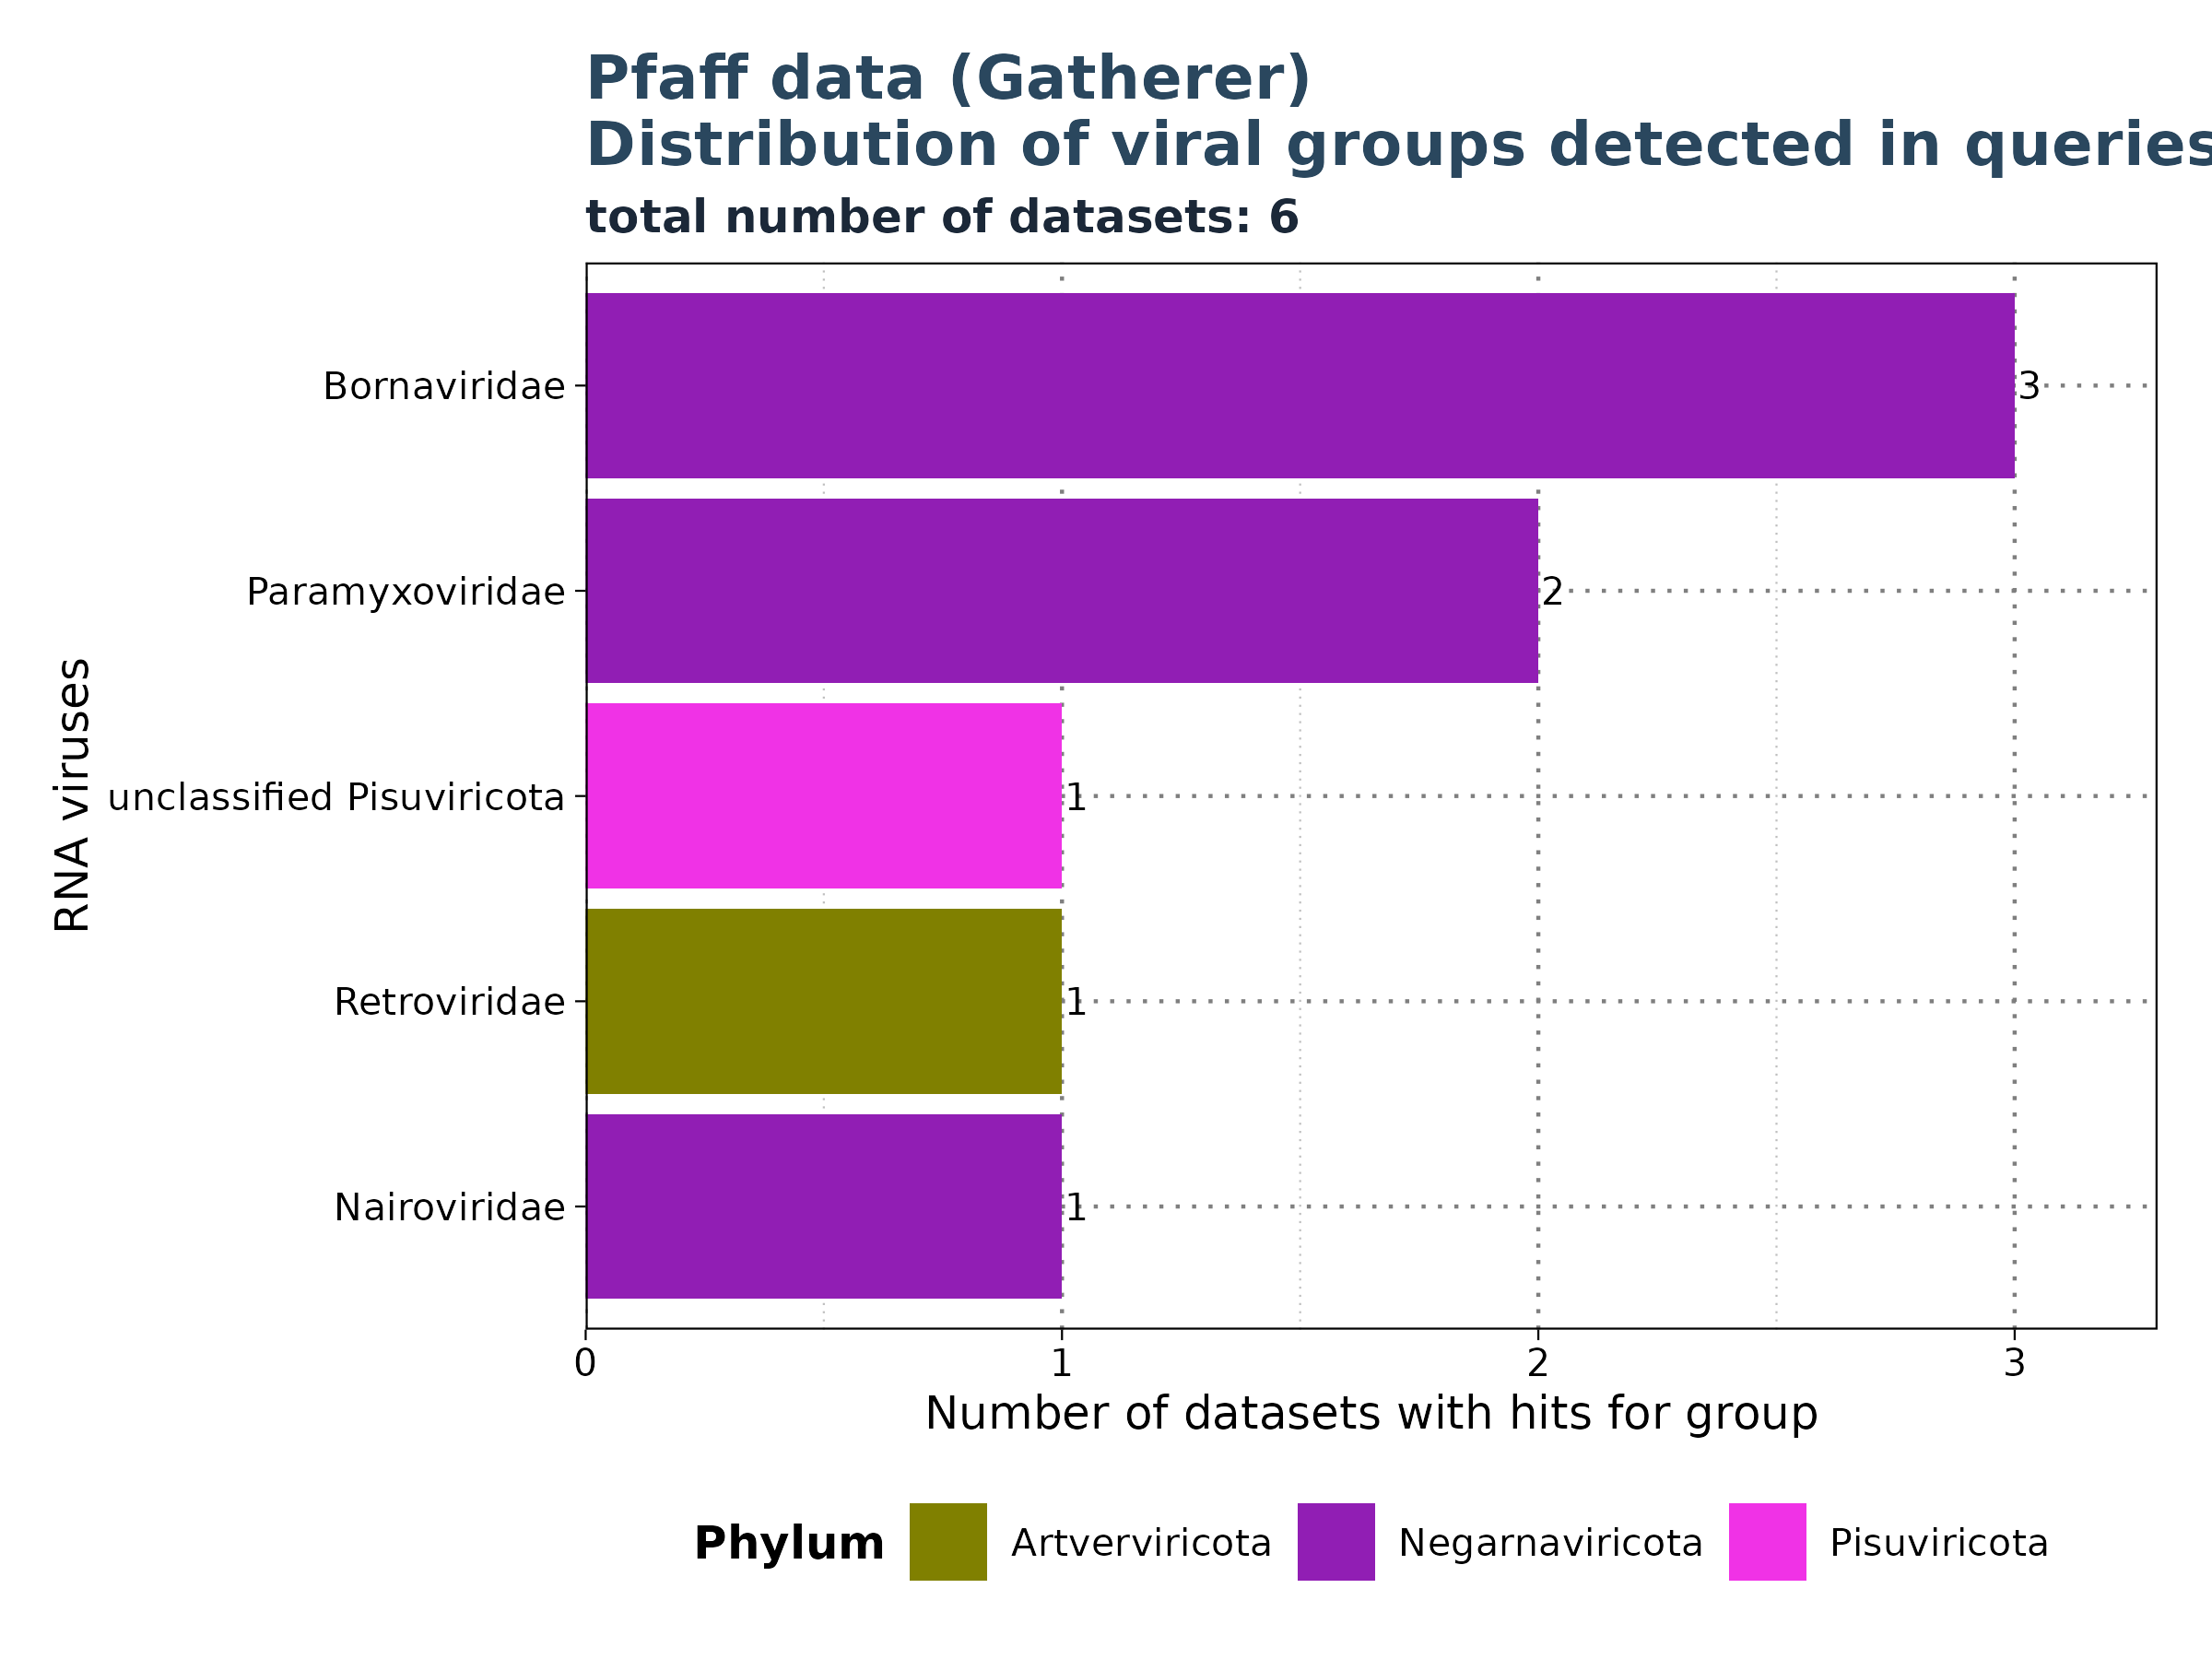 Pfaff data (Gatherer)
Distribution of viral groups detected in queries
total number of datasets: 6
RNA viruses
Bornaviridae
3
Paramyxoviridae
2
unclassified Pisuviricota
1
Retroviridae
1
Nairoviridae
1
0 1 2 3
Number of datasets with hits for group
Phylum Artverviricota Negarnaviricota Pisuviricota